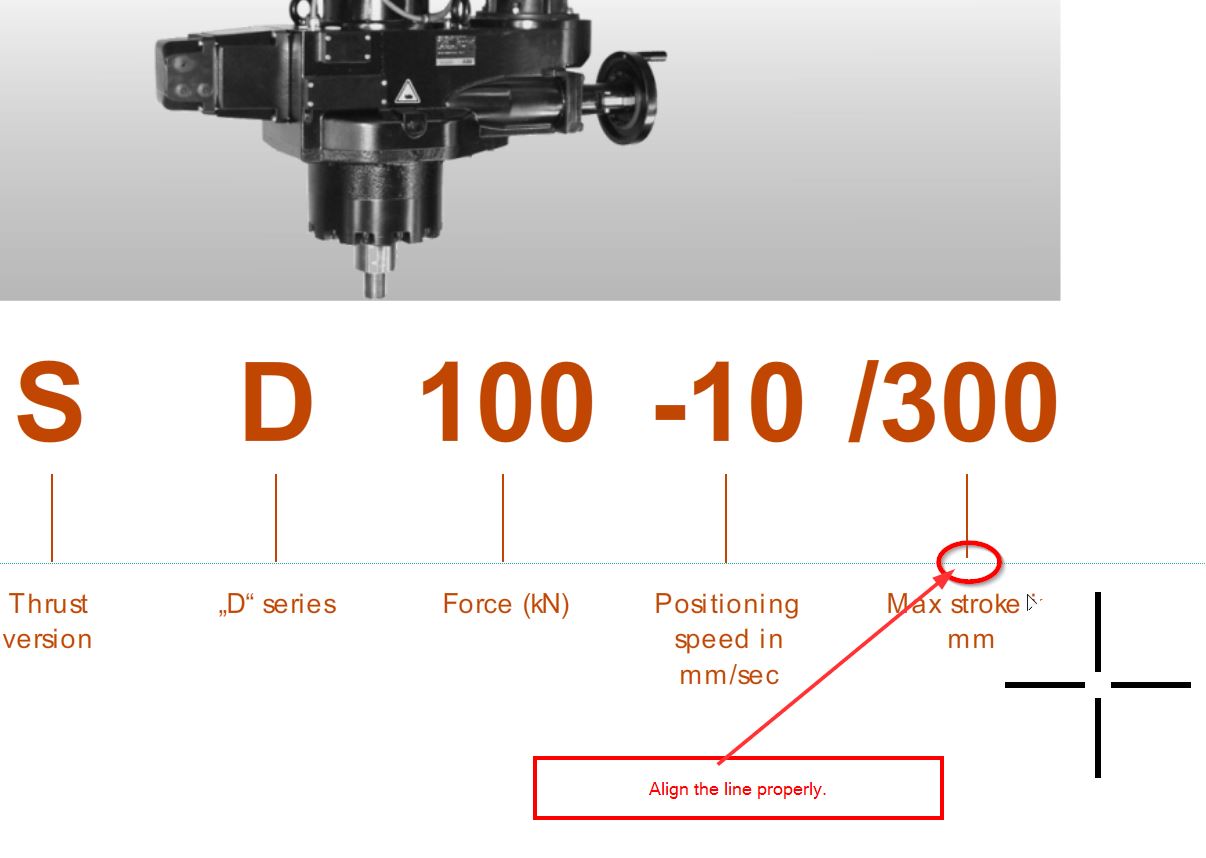 S D 100 -10 /300
Thrust
version
„D“ series
Force (kN)
Positioning
speed in
mm/sec
Max stroke
mm
Align the line properly.